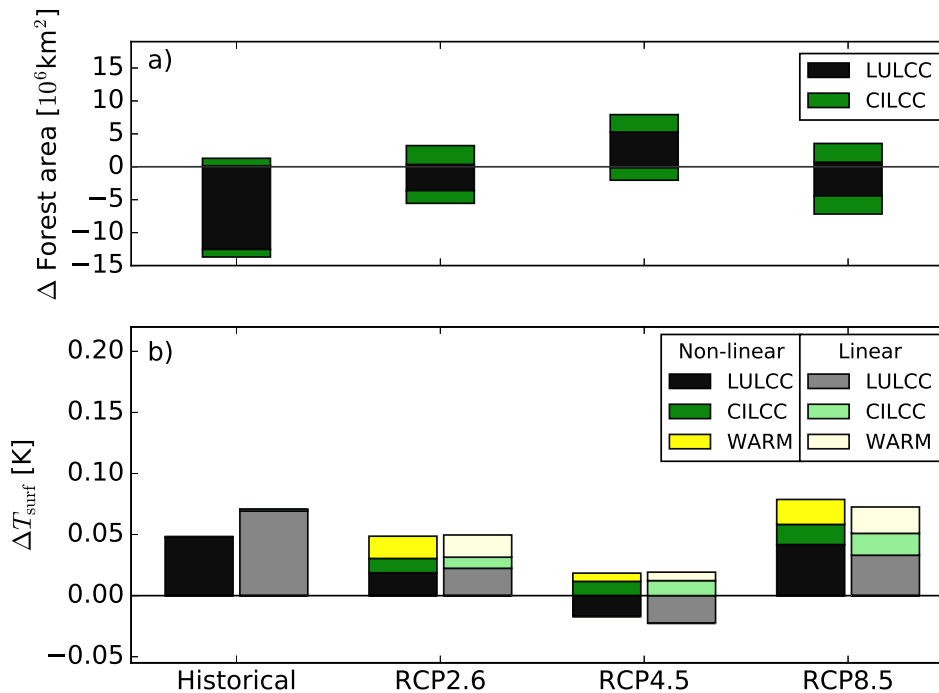 a)
Δ Forest area [10⁶km²]
15
10
5
0
−5
−10
−15
LULCC
CILCC
b)
ΔT_surf [K]
0.20
0.15
0.10
0.05
0.00
−0.05
Non-linear
LULCC
CILCC
WARM
Linear
LULCC
CILCC
WARM
Historical RCP2.6 RCP4.5 RCP8.5